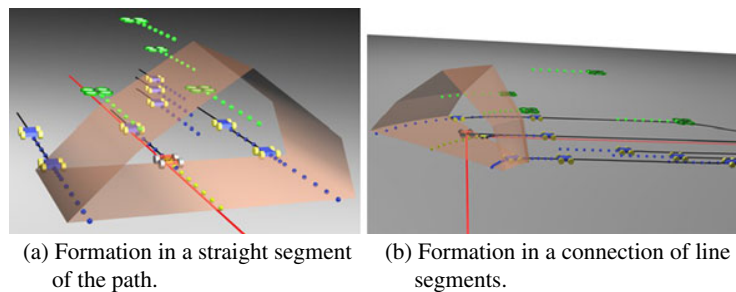 (a) Formation in a straight segment
of the path.
(b) Formation in a connection of line
segments.